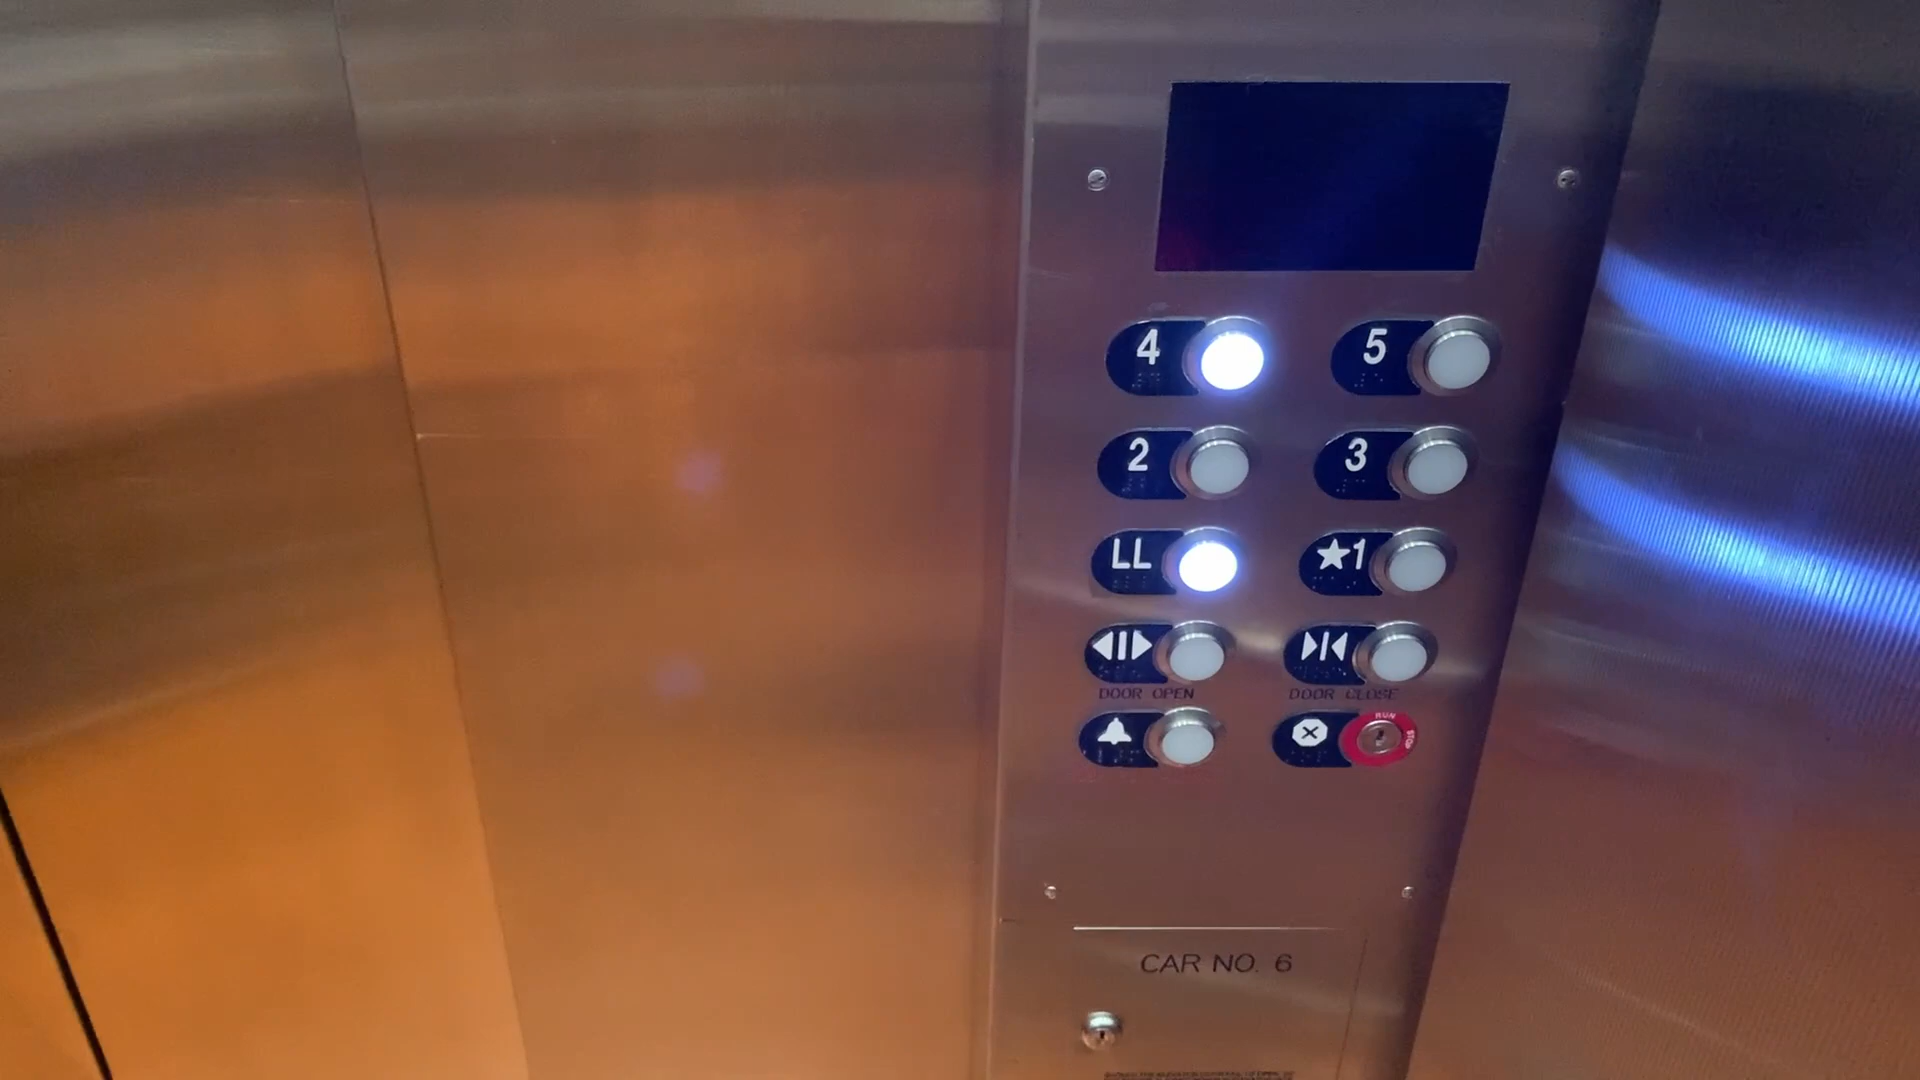 4 5
2 3
LL ★1
DOOR OPEN DOOR CLOSE
RUN
STOP
CAR NO. 6